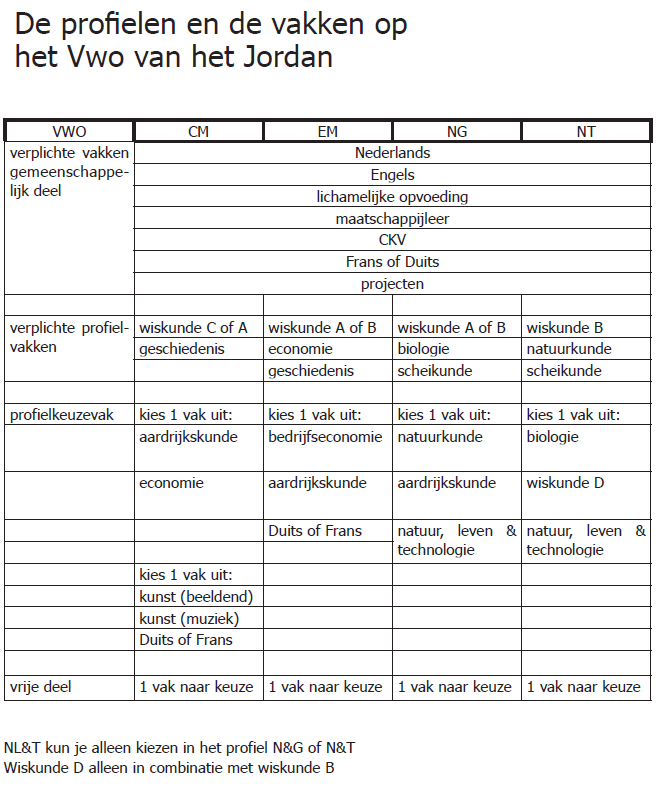 De profielen en de vakken op
het Vwo van het Jordan
VWO CM EM NG NT
verplichte vakken Nederlands
gemeenschappe- Engels
lijk deel lichamelijke opvoeding
maatschappijleer
CKV
Frans of Duits
projecten
verplichte profiel- wiskunde C of A wiskunde A of B wiskunde A of B wiskunde B
vakken geschiedenis economie biologie natuurkunde
geschiedenis scheikunde scheikunde
profielkeuzevak kies 1 vak uit: kies 1 vak uit: kies 1 vak uit: kies 1 vak uit:
aardrijkskunde bedrijfseconomie natuurkunde biologie
economie aardrijkskunde aardrijkskunde wiskunde D
Duits of Frans natuur, leven & natuur, leven &
technologie technologie
kies 1 vak uit:
kunst (beeldend)
kunst (muziek)
Duits of Frans
vrije deel 1 vak naar keuze 1 vak naar keuze 1 vak naar keuze 1 vak naar keuze
NL&T kun je alleen kiezen in het profiel N&G of N&T
Wiskunde D alleen in combinatie met wiskunde B